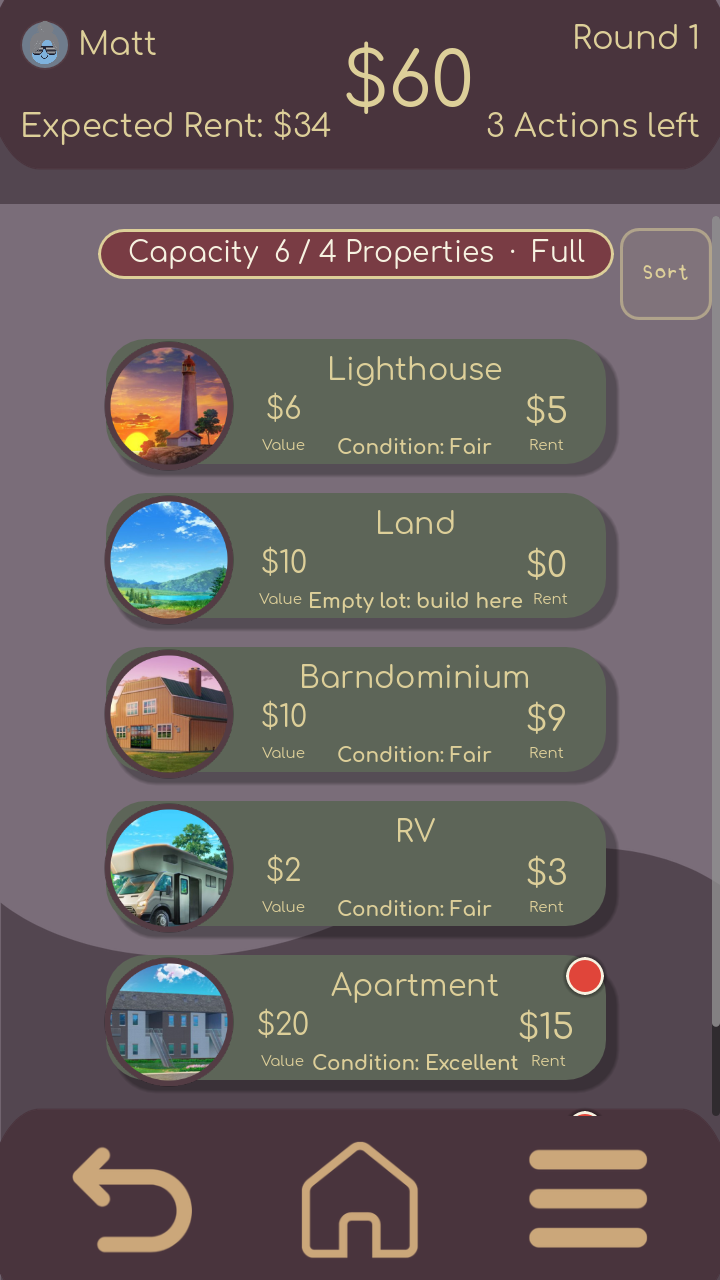 Matt
Round 1
$60
Expected Rent: $34
3 Actions left
Capacity 6 / 4 Properties · Full
Sort
Lighthouse
$6
$5
Value
Condition: Fair
Rent
Land
$10
$0
Value
Empty lot: build here
Rent
Barndominium
$10
$9
Value
Condition: Fair
Rent
RV
$2
$3
Value
Condition: Fair
Rent
Apartment
$20
$15
Value
Condition: Excellent
Rent